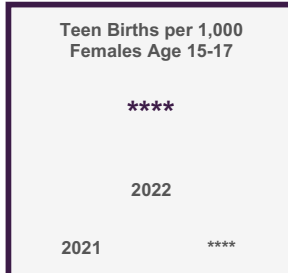 Teen Births per 1,000
Females Age 15-17
****
2022
2021 ****